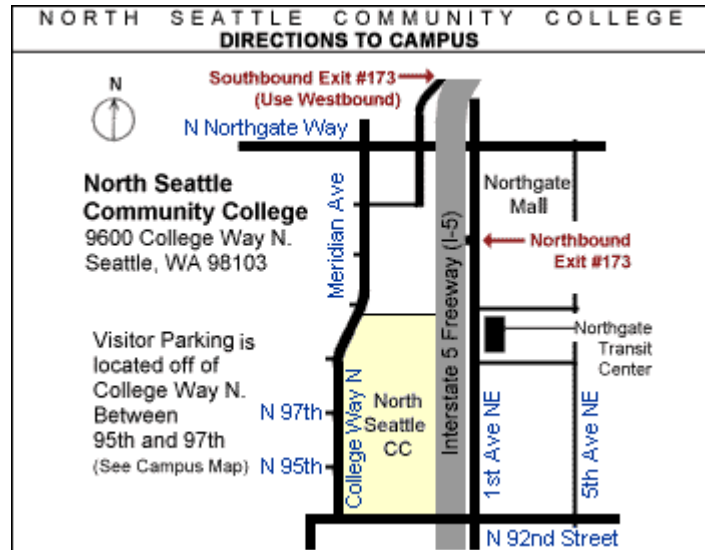 NORTH SEATTLE COMMUNITY COLLEGE
DIRECTIONS TO CAMPUS
Southbound Exit #173
(Use Westbound)
N
N Northgate Way
North Seattle
Community College
9600 College Way N.
Seattle, WA 98103
Meridian Ave
Interstate 5 Freeway (I-5)
Northgate
Mall
Northbound
Exit #173
Northgate
Transit
Center
Visitor Parking is
located off of
College Way N.
Between
95th and 97th
(See Campus Map)
N 97th
N 95th
College Way N
North
Seattle
CC
1st Ave NE
5th Ave NE
N 92nd Street